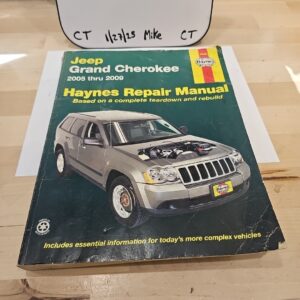 CT 1/27/25 Mike CT
Jeep
Grand Cherokee
2005 thru 2009
Haynes
Haynes Repair Manual
Based on a complete teardown and rebuild
Includes essential information for today's more complex vehicles